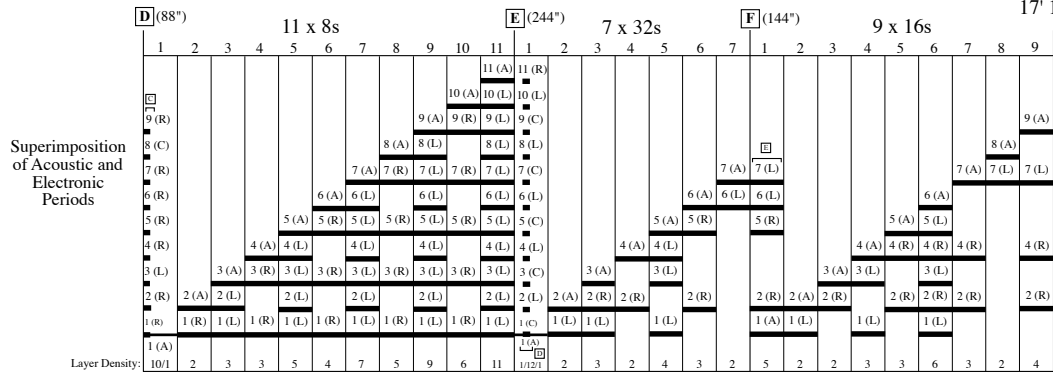 17'
D (88") E (244") F (144")
11 x 8s 7 x 32s 9 x 16s
1 2 3 4 5 6 7 8 9 10 11 1 2 3 4 5 6 7 1 2 3 4 5 6 7 8 9
11 (A) 11 (R)
10 (A) 10 (L) 10 (L)
C
9 (R) 9 (A) 9 (R) 9 (L) 9 (C) 9 (A)
Superimposition
of Acoustic and
Electronic
Periods
8 (C) 8 (A) 8 (L) 8 (L) 8 (L) E 8 (A)
7 (R) 7 (A) 7 (R) 7 (L) 7 (R) 7 (L) 7 (C) 7 (A) 7 (L) 7 (A) 7 (L) 7 (L)
6 (R) 6 (A) 6 (L) 6 (L) 6 (L) 6 (L) 6 (A) 6 (L) 6 (A)
5 (R) 5 (A) 5 (R) 5 (L) 5 (R) 5 (L) 5 (R) 5 (L) 5 (C) 5 (A) 5 (R) 5 (R) 5 (A) 5 (L)
4 (R) 4 (A) 4 (L) 4 (L) 4 (L) 4 (L) 4 (L) 4 (A) 4 (L) 4 (A) 4 (R) 4 (R) 4 (R) 4 (R)
3 (L) 3 (A) 3 (R) 3 (L) 3 (R) 3 (L) 3 (R) 3 (L) 3 (R) 3 (L) 3 (C) 3 (A) 3 (L) 3 (A) 3 (L) 3 (L)
2 (R) 2 (A) 2 (L) 2 (L) 2 (L) 2 (L) 2 (L) 2 (L) 2 (A) 2 (L) 2 (R) 2 (R) 2 (R) 2 (A) 2 (R) 2 (R) 2 (R) 2 (R) 2 (R)
1 (R) 1 (R) 1 (L) 1 (R) 1 (L) 1 (R) 1 (L) 1 (R) 1 (L) 1 (R) 1 (L) 1 (C) 1 (L) 1 (R) 1 (L) 1 (A) 1 (L) 1 (L) 1 (L)
1 (A) 1 (A) D
Layer Density: 10/1 2 3 3 5 4 7 5 9 6 11 1/12/1 2 3 2 4 3 2 5 2 2 3 3 6 3 2 4